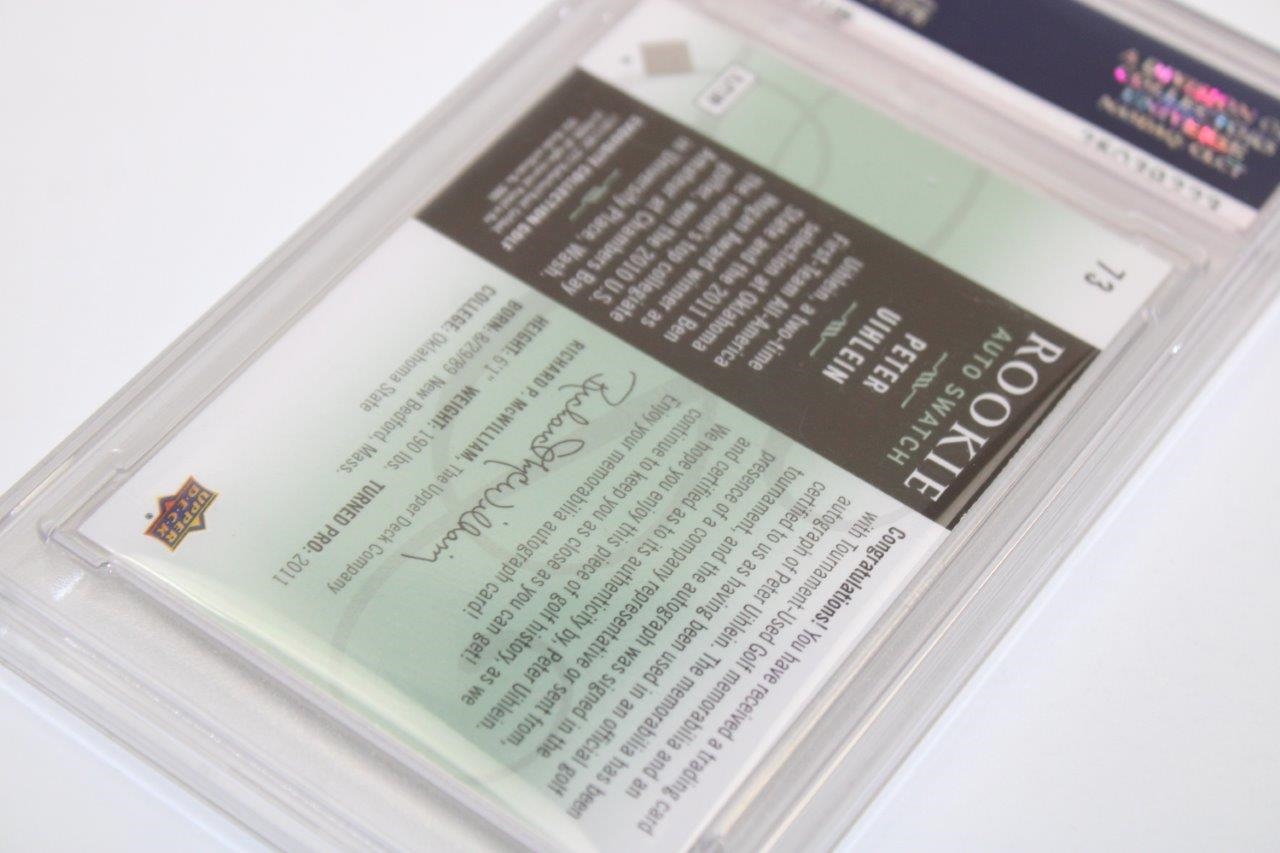 73
ROOKIE
AUTO SWATCH
PETER
UIHLEIN
Uihlein, a two-time
First-Team All-America
selection at Oklahoma
State and the 2011 Ben
the Hogan Award winner as
nation's top collegiate
golfer, won the 2010 U.S.
Amateur at Chambers Bay
in University Place, Wash.
COLLECTION GOLF
Congratulations! You have received a trading card
with Tournament-Used Golf memorabilia and an
autograph of Peter Uihlein. The memorabilia has been
certified to us as having been used in an official golf
tournament, and the autograph was signed in the
presence of a company representative or sent from,
and certified as to its authenticity by, Peter Uihlein.
We hope you enjoy this piece of golf history, as we
continue to keep you as close as you can get!
Enjoy your memorabilia autograph card!
RICHARD P. McWILLIAM, The Upper Deck Company
HEIGHT: 6'1" WEIGHT: 190 lbs. TURNED PRO: 2011
BORN: 8/29/89 New Bedford, Mass.
COLLEGE: Oklahoma State
UPPER
DECK